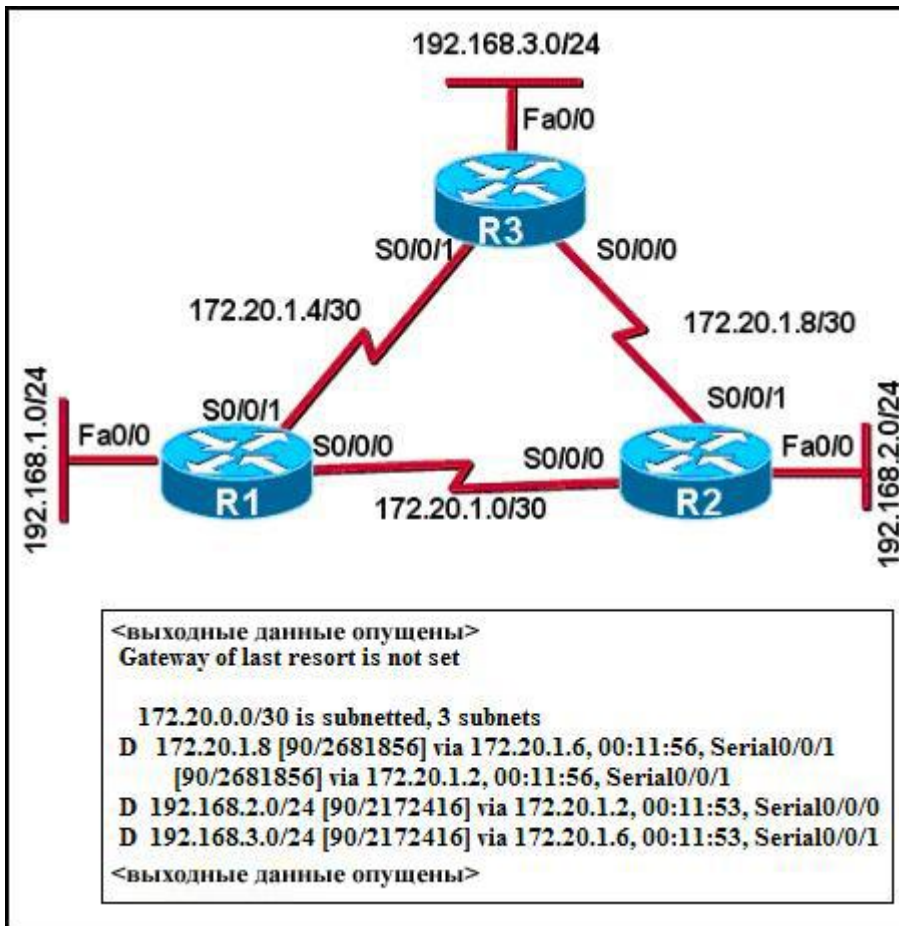 192.168.3.0/24
Fa0/0
R3
S0/0/1
S0/0/0
172.20.1.4/30
172.20.1.8/30
192.168.1.0/24
Fa0/0
S0/0/1
S0/0/0
R1
172.20.1.0/30
S0/0/0
S0/0/1
Fa0/0
R2
192.168.2.0/24
<выходные данные опущены>
Gateway of last resort is not set
172.20.0.0/30 is subnetted, 3 subnets
D 172.20.1.8 [90/2681856] via 172.20.1.6, 00:11:56, Serial0/0/1
[90/2681856] via 172.20.1.2, 00:11:56, Serial0/0/1
D 192.168.2.0/24 [90/2172416] via 172.20.1.2, 00:11:53, Serial0/0/0
D 192.168.3.0/24 [90/2172416] via 172.20.1.6, 00:11:53, Serial0/0/1
<выходные данные опущены>